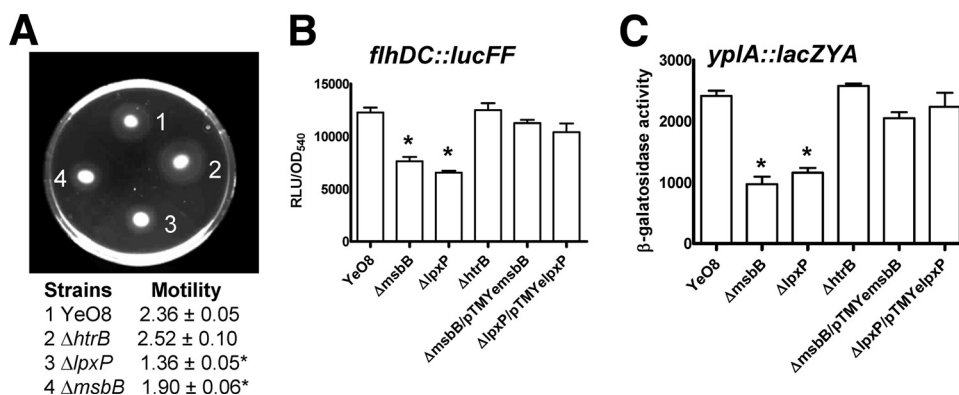 A
1
2
3
4
Strains Motility
1 YeO8 2.36 ± 0.05
2 ΔhtrB 2.52 ± 0.10
3 ΔlpxP 1.36 ± 0.05*
4 ΔmsbB 1.90 ± 0.06*
B
flhDC::lucFF
RLU/OD540
15000
10000
5000
0
*
*
YeO8
ΔmsbB
ΔlpxP
ΔhtrB
ΔmsbB/pTMYemsbB
ΔlpxP/pTMYelpxP
C
yplA::lacZYA
β-galatosidase activity
3000
2000
1000
0
*
*
YeO8
ΔmsbB
ΔlpxP
ΔhtrB
ΔmsbB/pTMYemsbB
ΔlpxP/pTMYelpxP